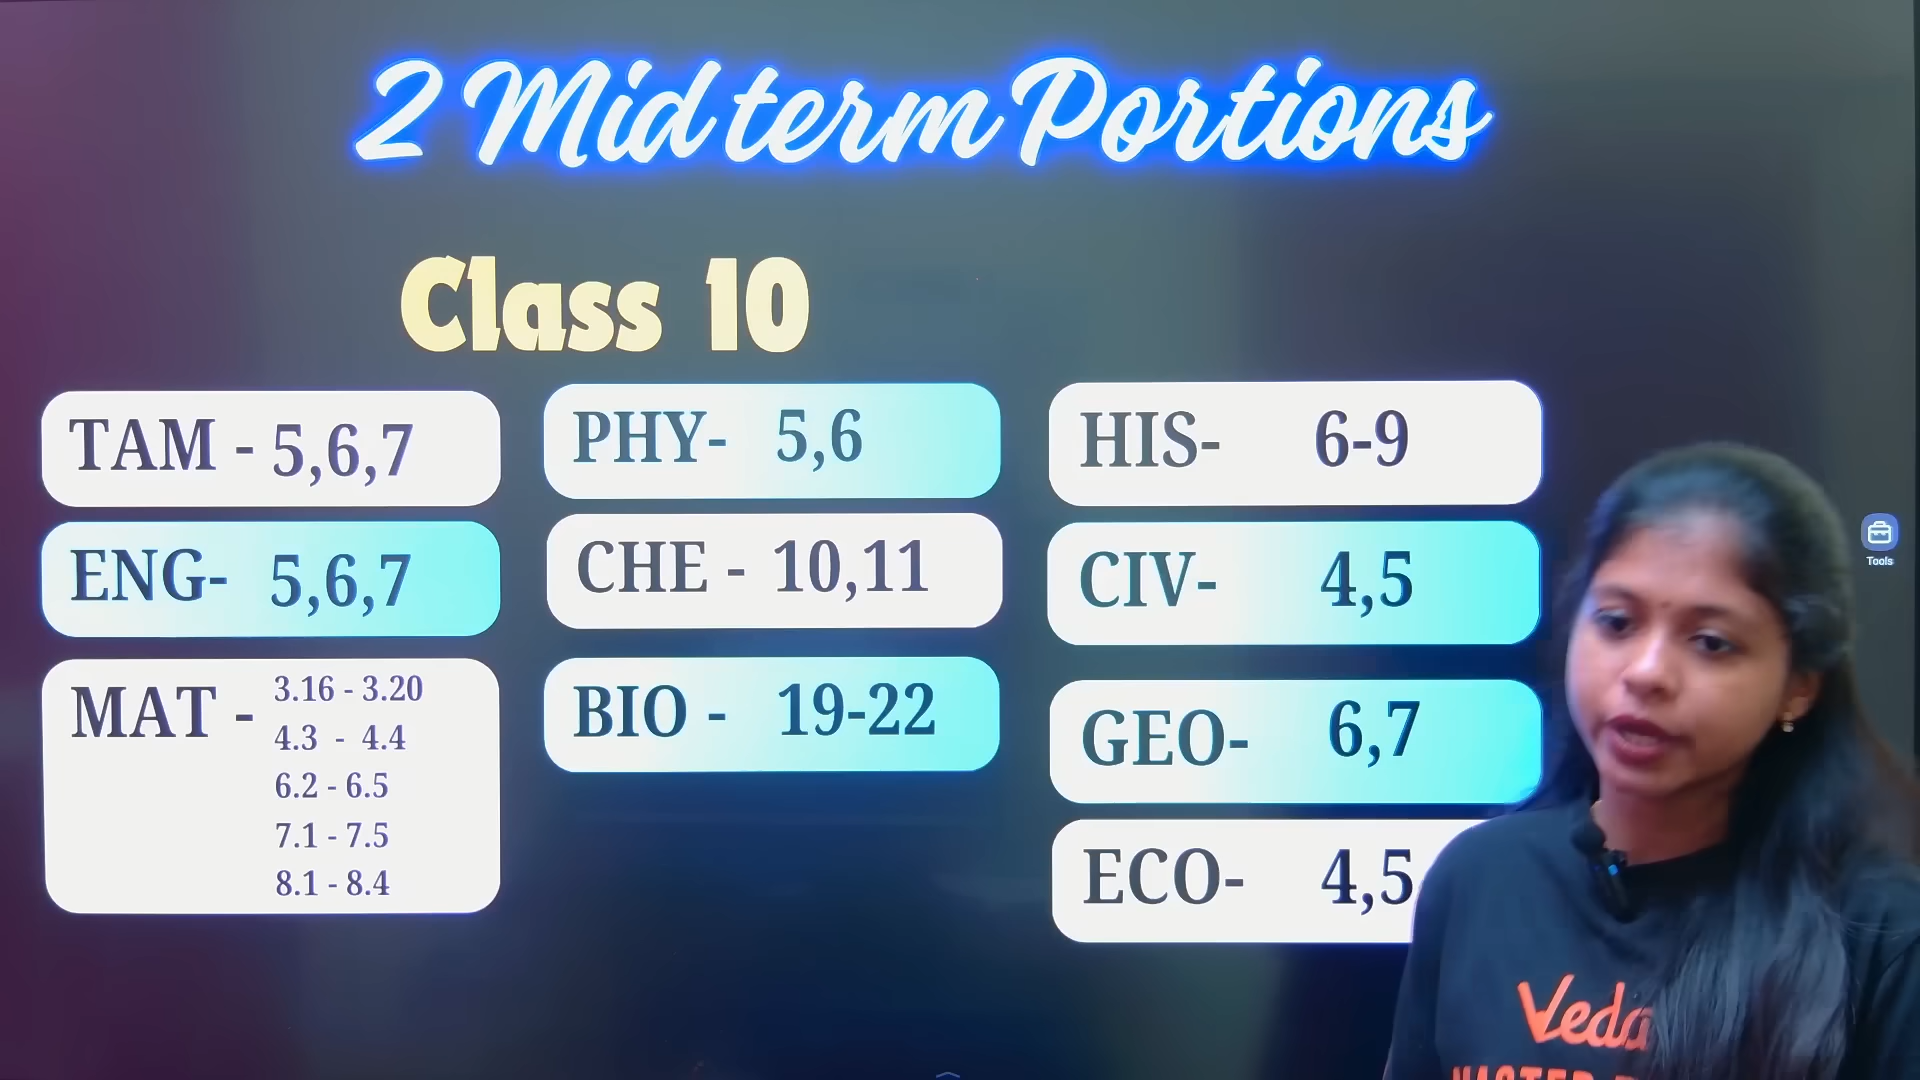 2 Mid term Portions
Class 10
TAM - 5,6,7
ENG- 5,6,7
MAT - 3.16 - 3.20
4.3 - 4.4
6.2 - 6.5
7.1 - 7.5
8.1 - 8.4
PHY- 5,6
CHE - 10,11
BIO - 19-22
HIS- 6-9
CIV- 4,5
GEO- 6,7
ECO- 4,5
Tools